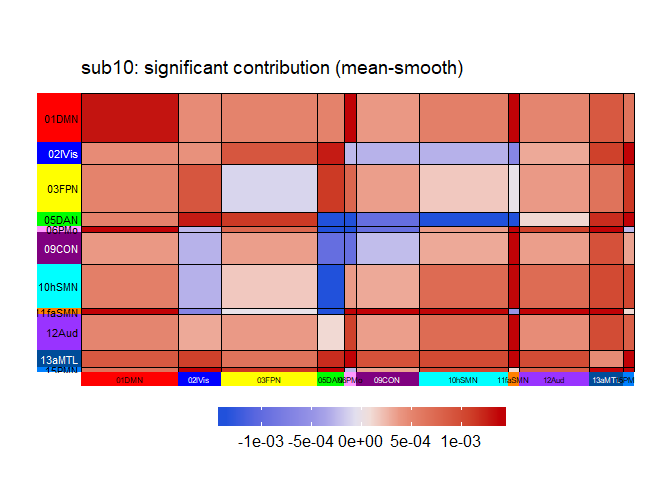 sub10: significant contribution (mean-smooth)
01DMN
02lVis
03FPN
05DAN
06PMo
09CON
10hSMN
11faSMN
12Aud
13aMTL
15PMN
01DMN 02lVis 03FPN 05DAN 06PMo 09CON 10hSMN 11faSMN 12Aud 13aMTL
-1e-03 -5e-04 0e+00 5e-04 1e-03